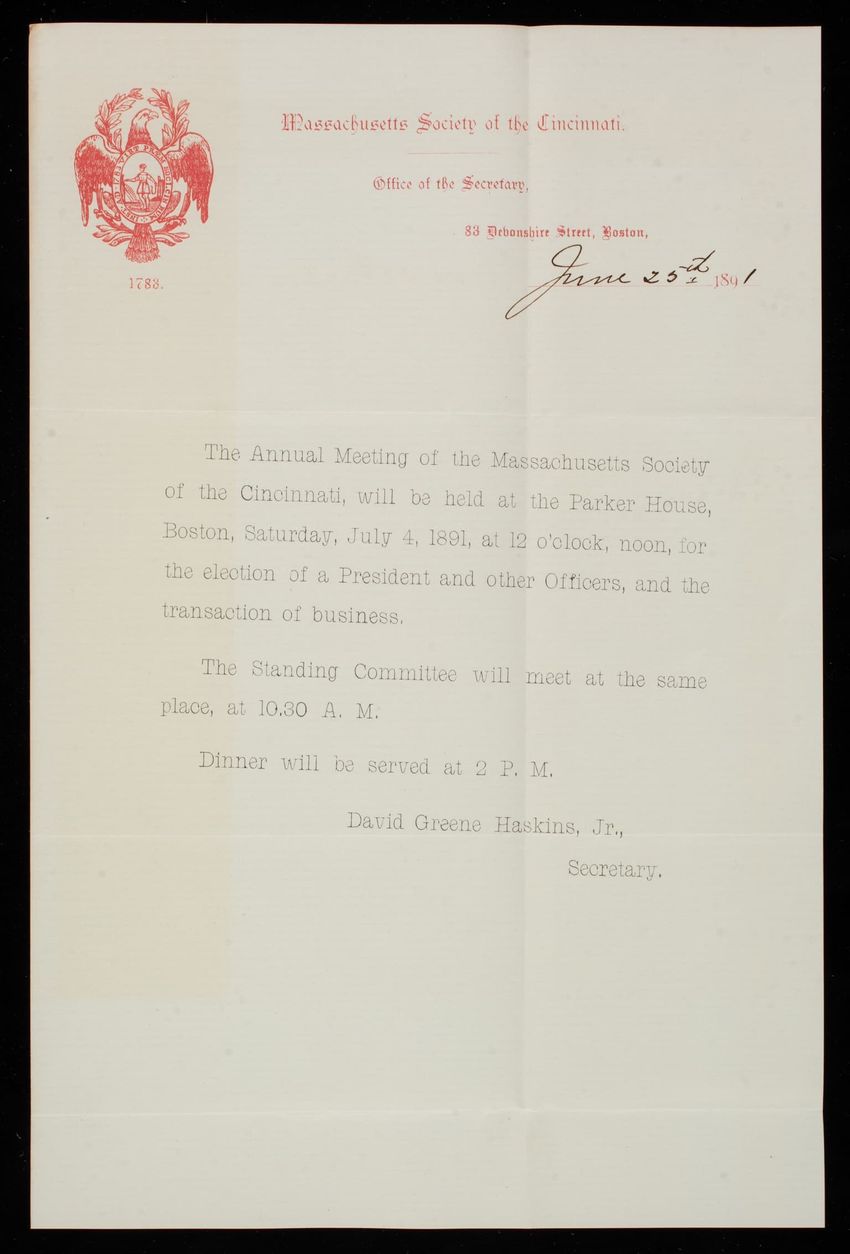 Massachusetts Society of the Cincinnati.
Office of the Secretary,
83 Devonshire Street, Boston,
June 25th 1891
1783.
The Annual Meeting of the Massachusetts Society
of the Cincinnati, will be held at the Parker House,
Boston, Saturday, July 4, 1891, at 12 o'clock, noon, for
the election of a President and other Officers, and the
transaction of business.
The Standing Committee will meet at the same
place, at 10.30 A. M.
Dinner will be served at 2 P. M.
David Greene Haskins, Jr.,
Secretary.